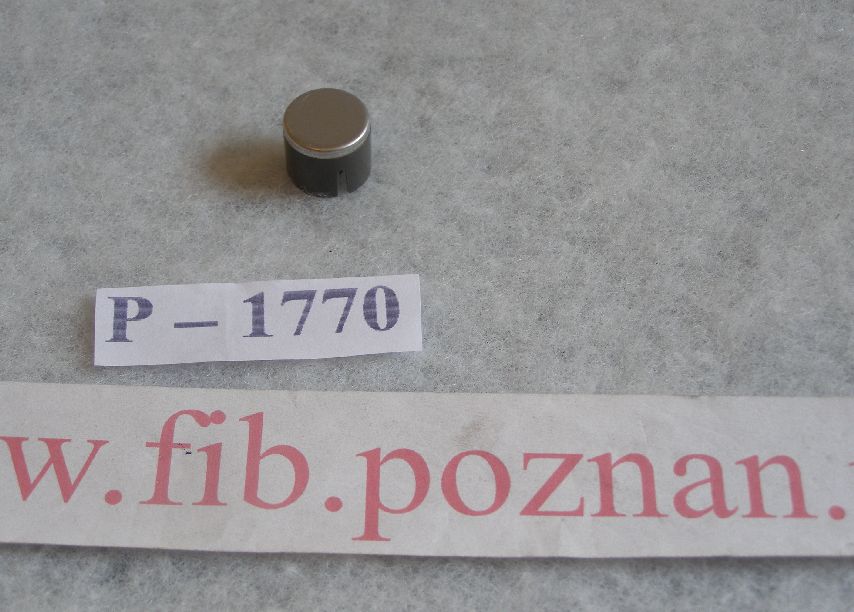 P – 1770
w.fib.poznan.